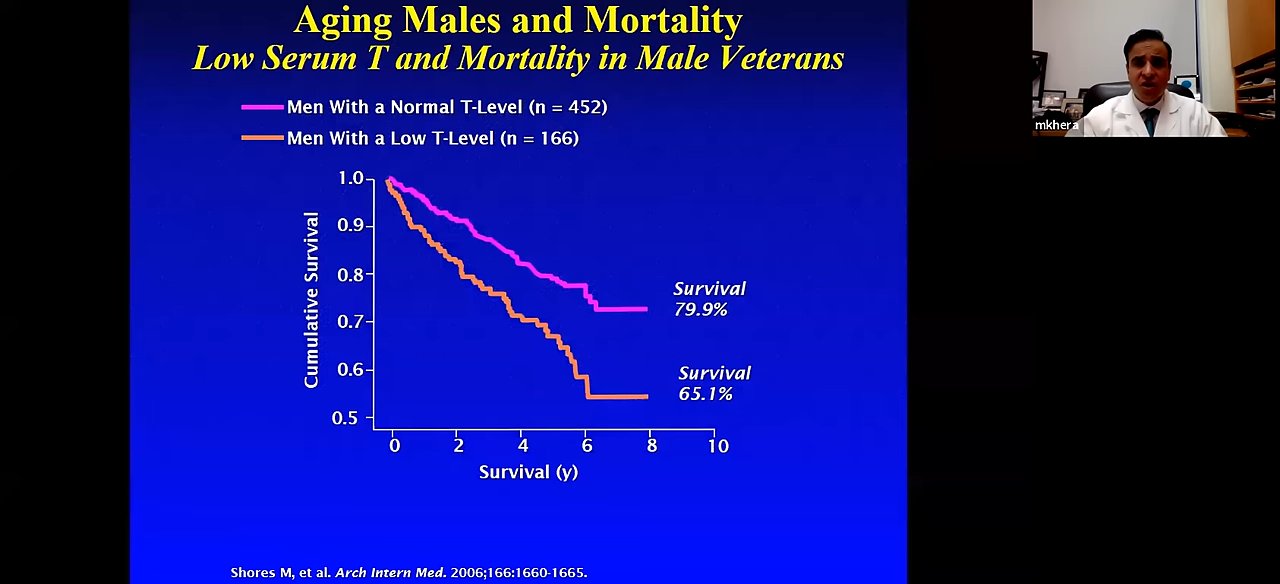 Aging Males and Mortality
Low Serum T and Mortality in Male Veterans
Men With a Normal T-Level (n = 452)
Men With a Low T-Level (n = 166)
mkhera
1.0
0.9
0.8
0.7
0.6
0.5
Cumulative Survival
Survival
79.9%
Survival
65.1%
0 2 4 6 8 10
Survival (y)
Shores M, et al. Arch Intern Med. 2006;166:1660-1665.